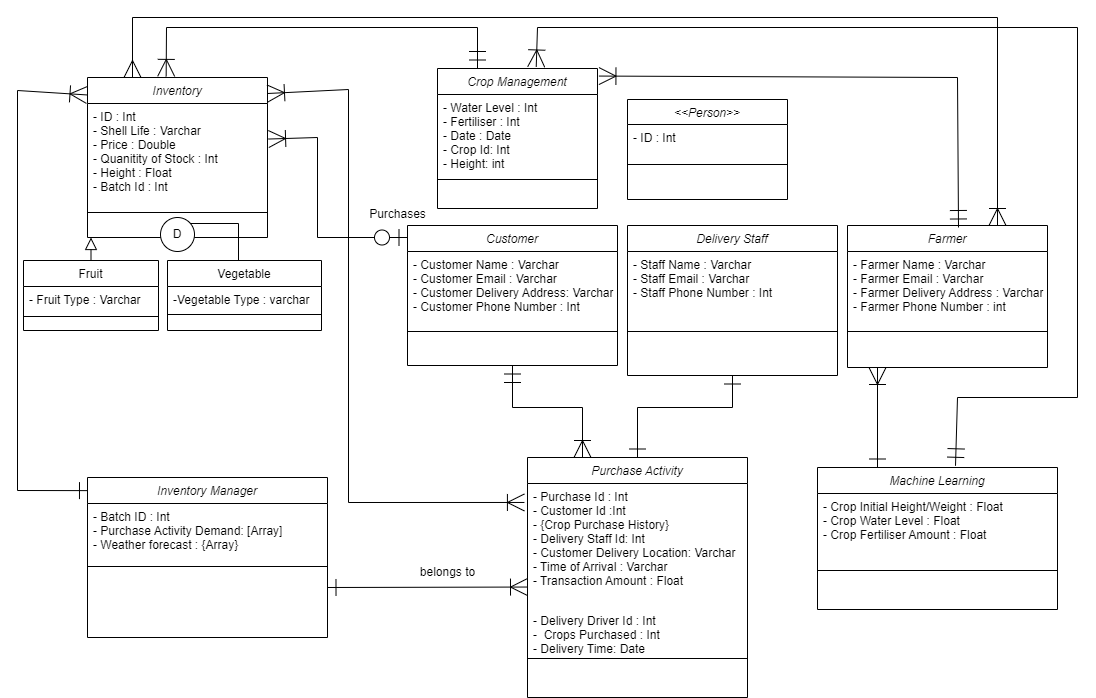 Inventory
- ID : Int
- Shell Life : Varchar
- Price : Double
- Quanitity of Stock : Int
- Height : Float
- Batch Id : Int
D
Fruit
- Fruit Type : Varchar
Vegetable
-Vegetable Type : varchar
Crop Management
- Water Level : Int
- Fertiliser : Int
- Date : Date
- Crop Id: Int
- Height: int
<<Person>>
- ID : Int
Purchases
Customer
- Customer Name : Varchar
- Customer Email : Varchar
- Customer Delivery Address: Varchar
- Customer Phone Number : Int
Delivery Staff
- Staff Name : Varchar
- Staff Email : Varchar
- Staff Phone Number : Int
Farmer
- Farmer Name : Varchar
- Farmer Email : Varchar
- Farmer Delivery Address : Varchar
- Farmer Phone Number : int
Inventory Manager
- Batch ID : Int
- Purchase Activity Demand: [Array]
- Weather forecast : {Array}
belongs to
Purchase Activity
- Purchase Id : Int
- Customer Id :Int
- {Crop Purchase History}
- Delivery Staff Id: Int
- Customer Delivery Location: Varchar
- Time of Arrival : Varchar
- Transaction Amount : Float
- Delivery Driver Id : Int
- Crops Purchased : Int
- Delivery Time: Date
Machine Learning
- Crop Initial Height/Weight : Float
- Crop Water Level : Float
- Crop Fertiliser Amount : Float